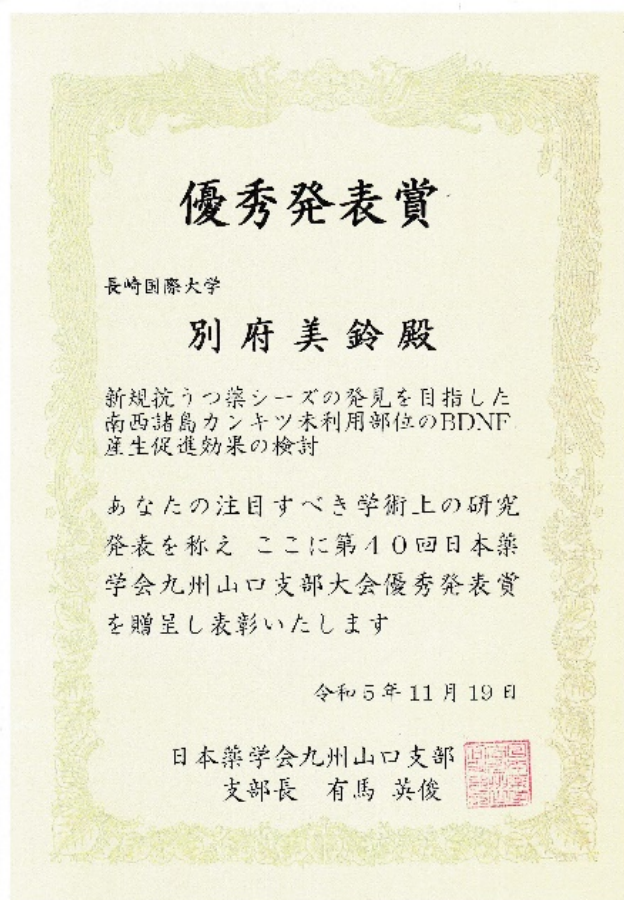 優秀発表賞
長崎国際大学
別府美鈴殿
新規抗うつ薬シーズの発見を目指した
南西諸島カンキツ未利用部位のBDNF
産生促進効果の検討
あなたの注目すべき学術上の研究
発表を称え ここに第40回日本薬
学会九州山口支部大会優秀発表賞
を贈呈し表彰いたします
令和5年11月19日
日本薬学会九州山口支部
支部長 有馬 英俊